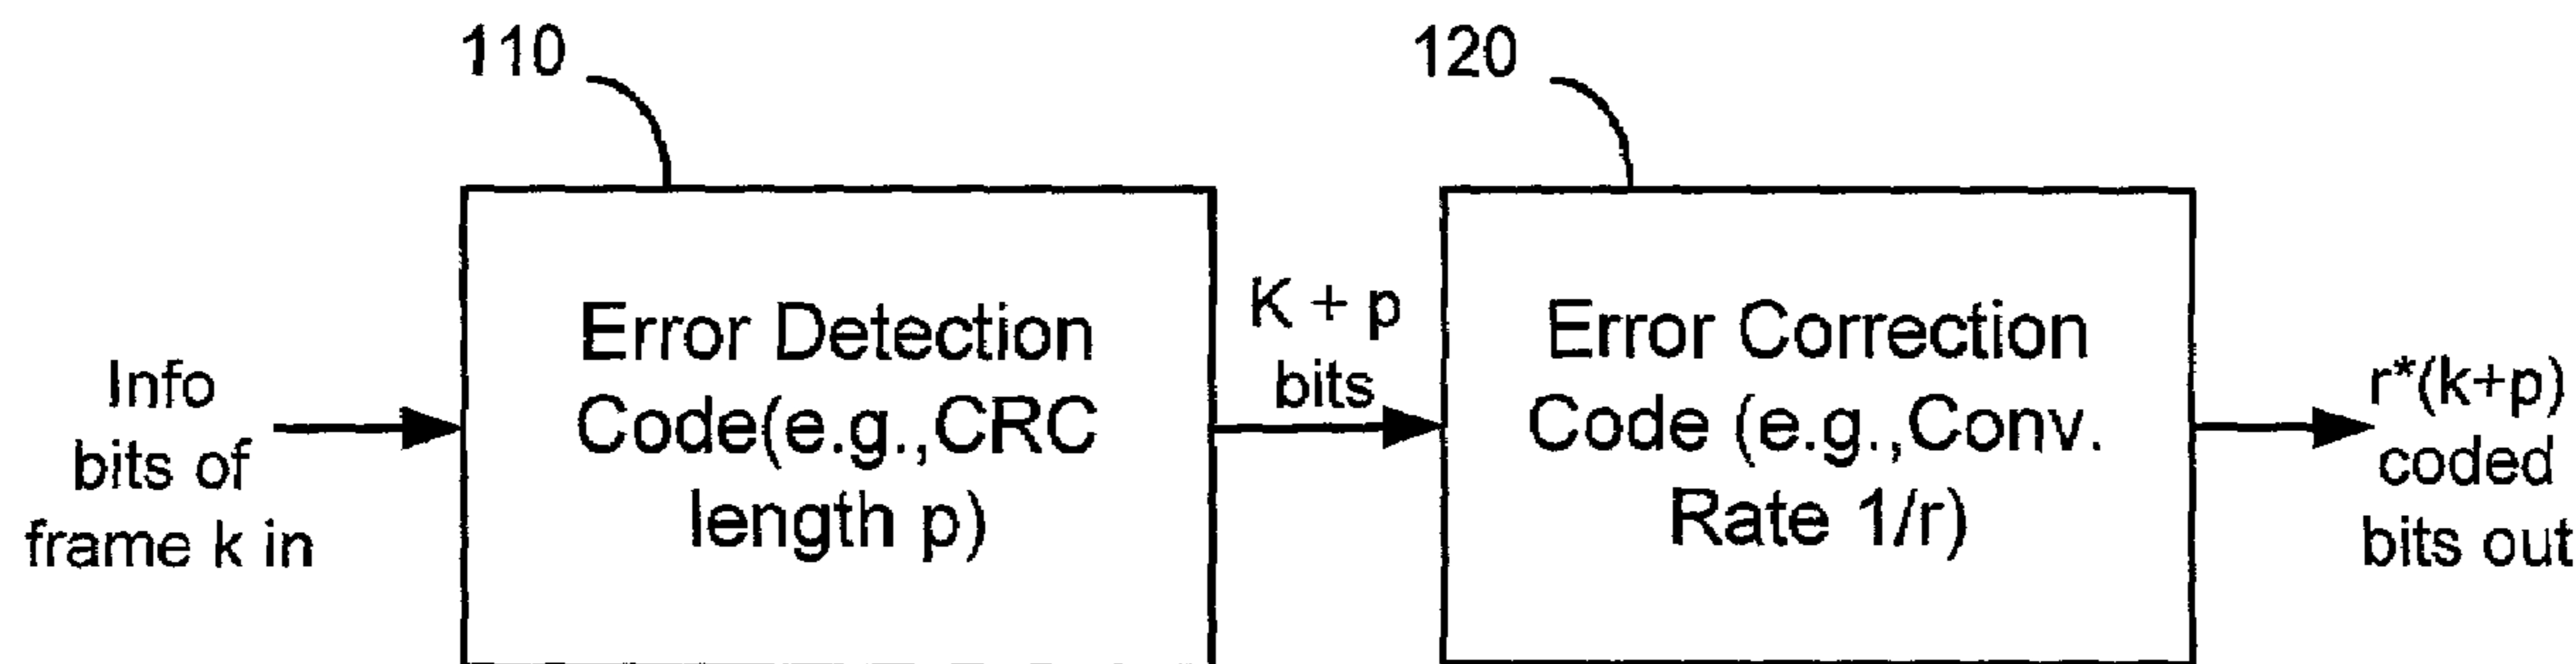 110
120
Info
bits of
frame k in
Error Detection
Code(e.g.,CRC
length p)
K + p
bits
Error Correction
Code (e.g.,Conv.
Rate 1/r)
r*(k+p)
coded
bits out